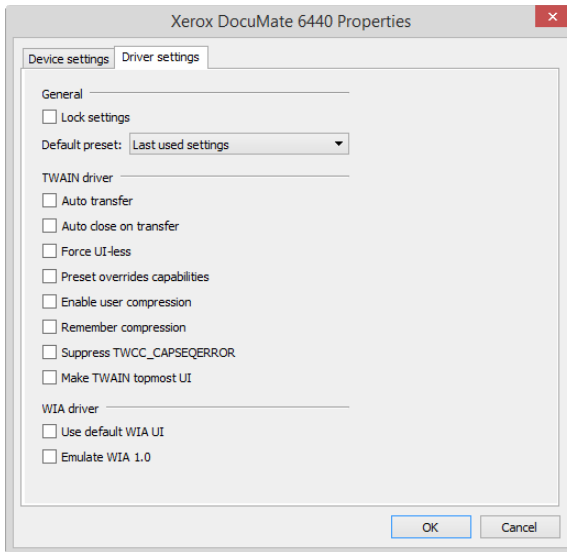 Xerox DocuMate 6440 Properties
Device settings Driver settings
General
Lock settings
Default preset: Last used settings
TWAIN driver
Auto transfer
Auto close on transfer
Force UI-less
Preset overrides capabilities
Enable user compression
Remember compression
Suppress TWCC_CAPSEQERROR
Make TWAIN topmost UI
WIA driver
Use default WIA UI
Emulate WIA 1.0
OK Cancel